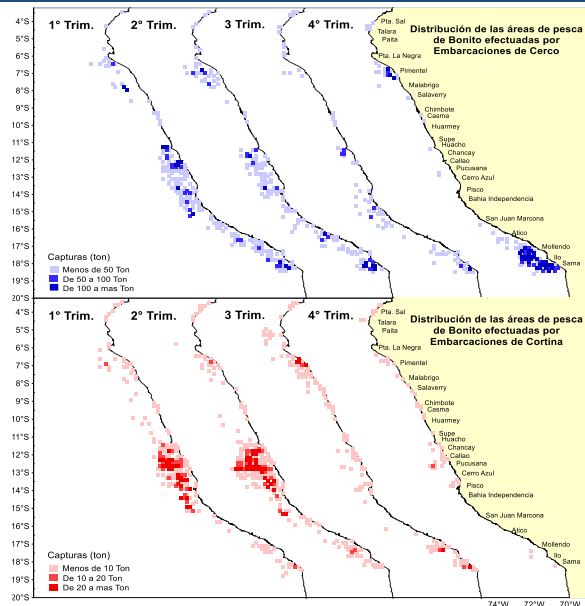 1° Trim.
2° Trim.
3 Trim.
4° Trim.
Distribución de las áreas de pesca
de Bonito efectuadas por
Embarcaciones de Cerco
4°S
5°S
6°S
7°S
8°S
9°S
10°S
11°S
12°S
13°S
14°S
15°S
16°S
17°S
18°S
19°S
20°S
Pta. Sal
Talara
Paita
Pta. La Negra
Pimentel
Malabrigo
Salaverry
Chimbote
Casma
Huarmey
Supe
Huacho
Chancay
Callao
Pucusana
Cerro Azul
Pisco
Bahia Independencia
San Juan Marcona
Atico
Mollendo
Ilo
Sama
Capturas (ton)
Menos de 50 Ton
De 50 a 100 Ton
De 100 a mas Ton
1° Trim.
2° Trim.
3 Trim.
4° Trim.
Distribución de las áreas de pesca
de Bonito efectuadas por
Embarcaciones de Cortina
4°S
5°S
6°S
7°S
8°S
9°S
10°S
11°S
12°S
13°S
14°S
15°S
16°S
17°S
18°S
19°S
20°S
Pta. Sal
Talara
Paita
Pta. La Negra
Pimentel
Malabrigo
Salaverry
Chimbote
Casma
Huarmey
Supe
Huacho
Chancay
Callao
Pucusana
Cerro Azul
Pisco
Bahia Independencia
San Juan Marcona
Atico
Mollendo
Ilo
Sama
Capturas (ton)
Menos de 10 Ton
De 10 a 20 Ton
De 20 a mas Ton
74°W 72°W 70°W